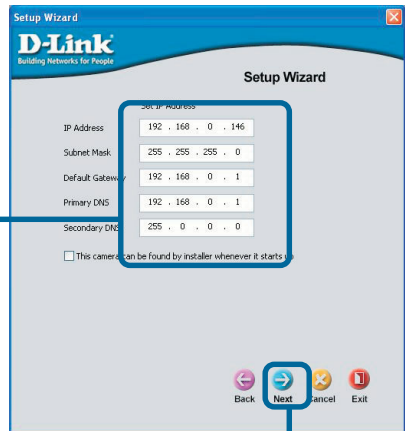 Setup Wizard
D-Link
Building Networks for People
Setup Wizard
Set IP Address
IP Address 192 . 168 . 0 . 146
Subnet Mask 255 . 255 . 255 . 0
Default Gateway 192 . 168 . 0 . 1
Primary DNS 192 . 168 . 0 . 1
Secondary DNS 255 . 0 . 0 . 0
This camera can be found by installer whenever it starts up
Back Next Cancel Exit